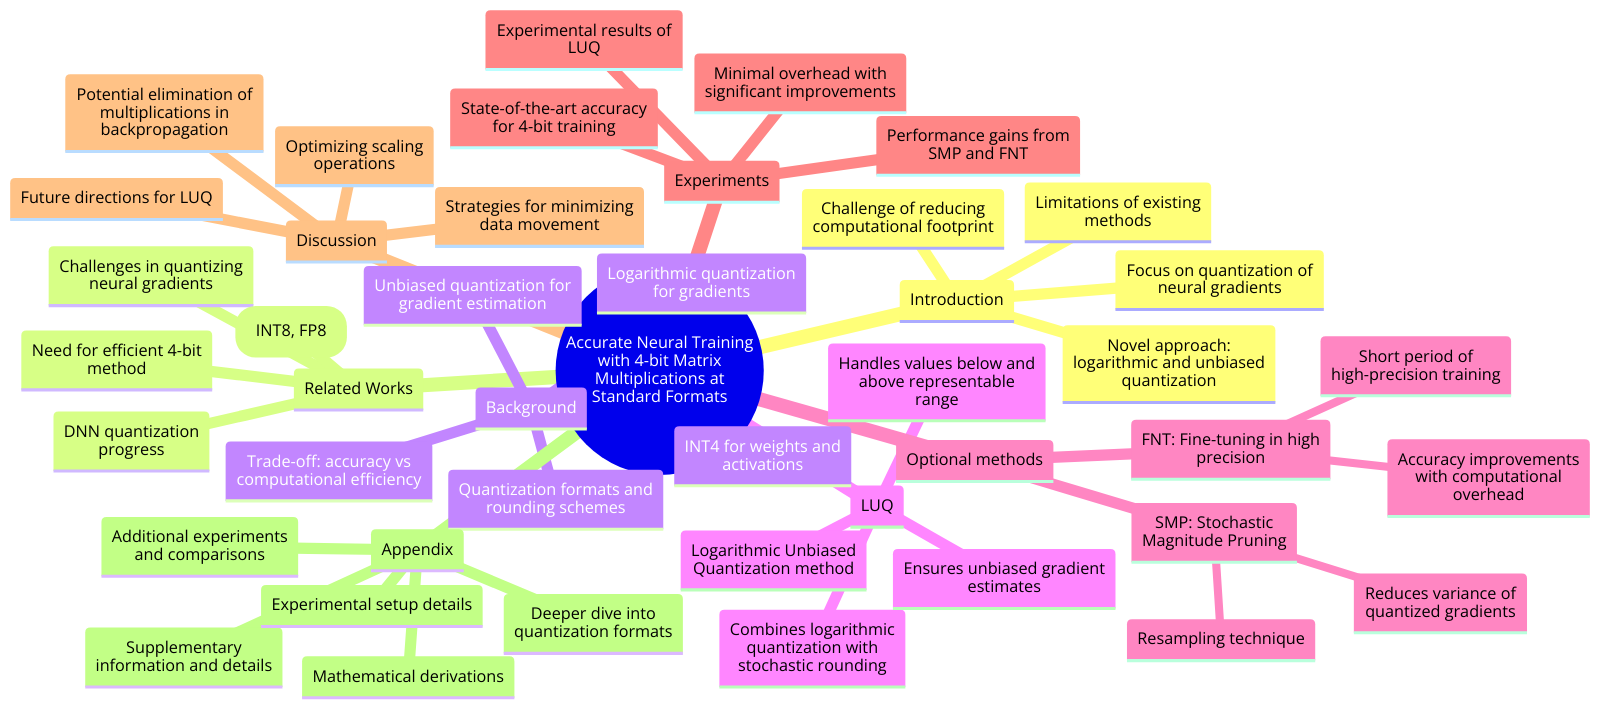 Accurate Neural Training
with 4-bit Matrix
Multiplications at
Standard Formats
Experiments
Experimental results of
LUQ
State-of-the-art accuracy
for 4-bit training
Minimal overhead with
significant improvements
Performance gains from
SMP and FNT
Introduction
Challenge of reducing
computational footprint
Limitations of existing
methods
Focus on quantization of
neural gradients
Novel approach:
logarithmic and unbiased
quantization
Discussion
Potential elimination of
multiplications in
backpropagation
Optimizing scaling
operations
Future directions for LUQ
Strategies for minimizing
data movement
Related Works
Challenges in quantizing
neural gradients
INT8, FP8
Need for efficient 4-bit
method
DNN quantization
progress
Background
Unbiased quantization for
gradient estimation
Logarithmic quantization
for gradients
INT4 for weights and
activations
Trade-off: accuracy vs
computational efficiency
Quantization formats and
rounding schemes
LUQ
Handles values below and
above representable
range
Logarithmic Unbiased
Quantization method
Ensures unbiased gradient
estimates
Combines logarithmic
quantization with
stochastic rounding
Optional methods
FNT: Fine-tuning in high
precision
Short period of
high-precision training
Accuracy improvements
with computational
overhead
SMP: Stochastic
Magnitude Pruning
Reduces variance of
quantized gradients
Resampling technique
Appendix
Additional experiments
and comparisons
Experimental setup details
Deeper dive into
quantization formats
Supplementary
information and details
Mathematical derivations